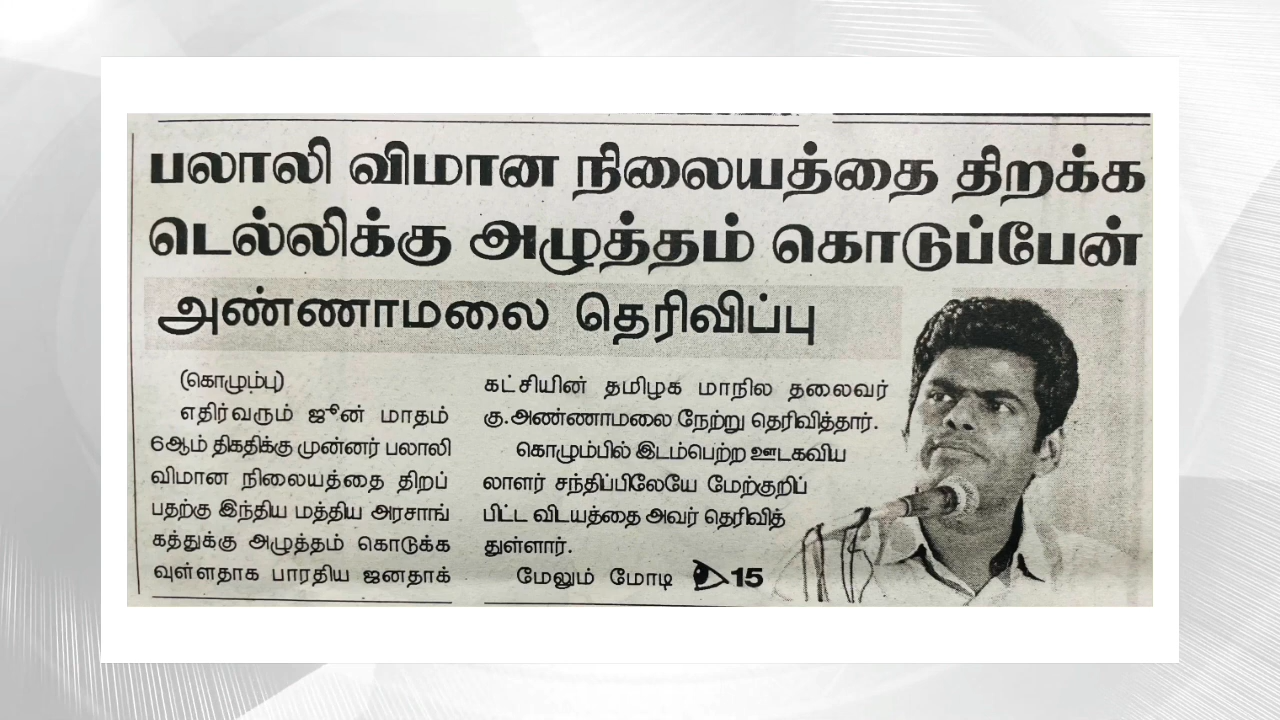 பலாலி விமான நிலையத்தை திறக்க
டெல்லிக்கு அழுத்தம் கொடுப்பேன்
அண்ணாமலை தெரிவிப்பு
(கொழும்பு)
எதிர்வரும் ஜூன் மாதம்
6ஆம் திகதிக்கு முன்னர் பலாலி
விமான நிலையத்தை திறப்
பதற்கு இந்திய மத்திய அரசாங்
கத்துக்கு அழுத்தம் கொடுக்க
வுள்ளதாக பாரதிய ஜனதாக்
கட்சியின் தமிழக மாநில தலைவர்
கு.அண்ணாமலை நேற்று தெரிவித்தார்.
கொழும்பில் இடம்பெற்ற ஊடகவிய
லாளர் சந்திப்பிலேயே மேற்குறிப்
பிட்ட விடயத்தை அவர் தெரிவித்
துள்ளார்.
மேலும் மோடி 15